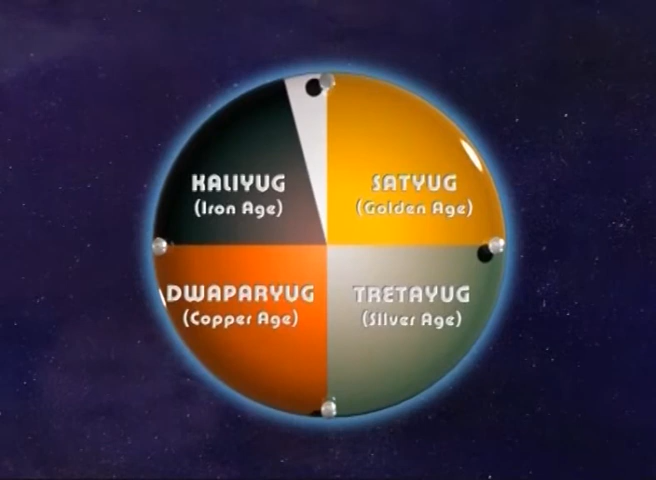 KALIYUG
(Iron Age)
SATYUG
(Golden Age)
DWAPARYUG
(Copper Age)
TRETAYUG
(Silver Age)